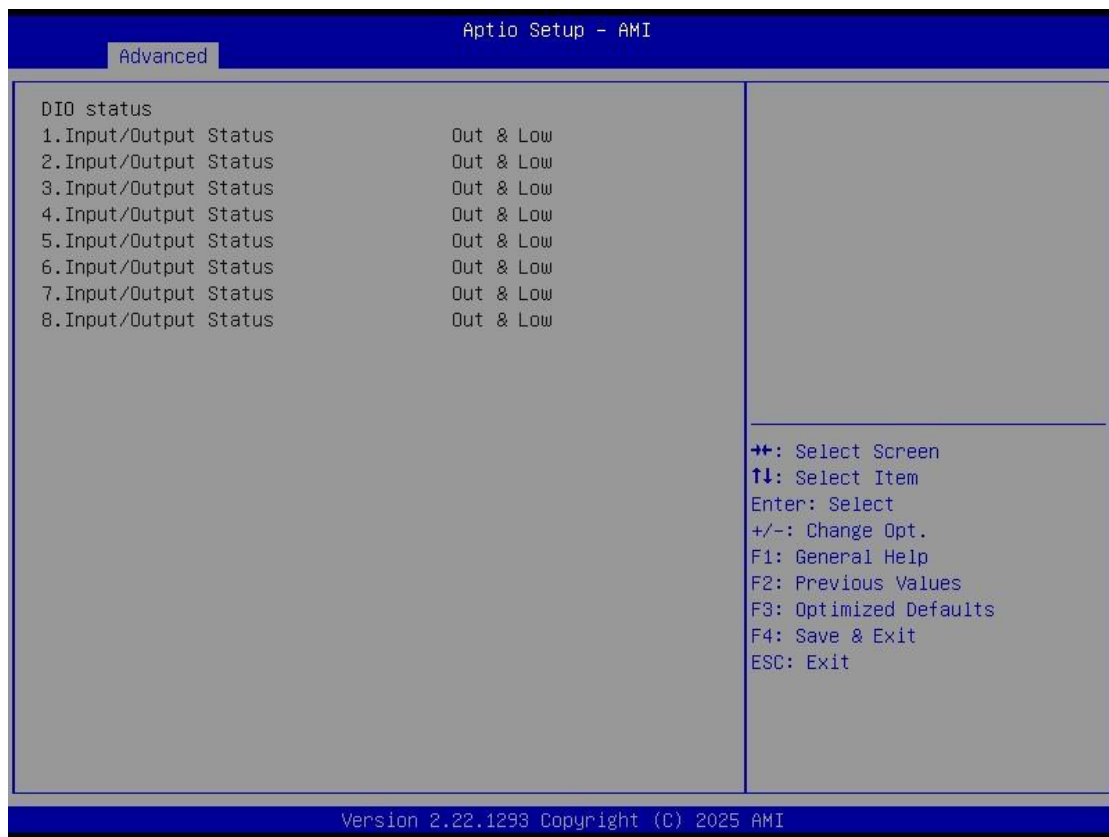 Aptio Setup - AMI
Advanced
DIO status
1.Input/Output Status Out & Low
2.Input/Output Status Out & Low
3.Input/Output Status Out & Low
4.Input/Output Status Out & Low
5.Input/Output Status Out & Low
6.Input/Output Status Out & Low
7.Input/Output Status Out & Low
8.Input/Output Status Out & Low
→←: Select Screen
↑↓: Select Item
Enter: Select
+/-: Change Opt.
F1: General Help
F2: Previous Values
F3: Optimized Defaults
F4: Save & Exit
ESC: Exit
Version 2.22.1293 Copyright (C) 2025 AMI